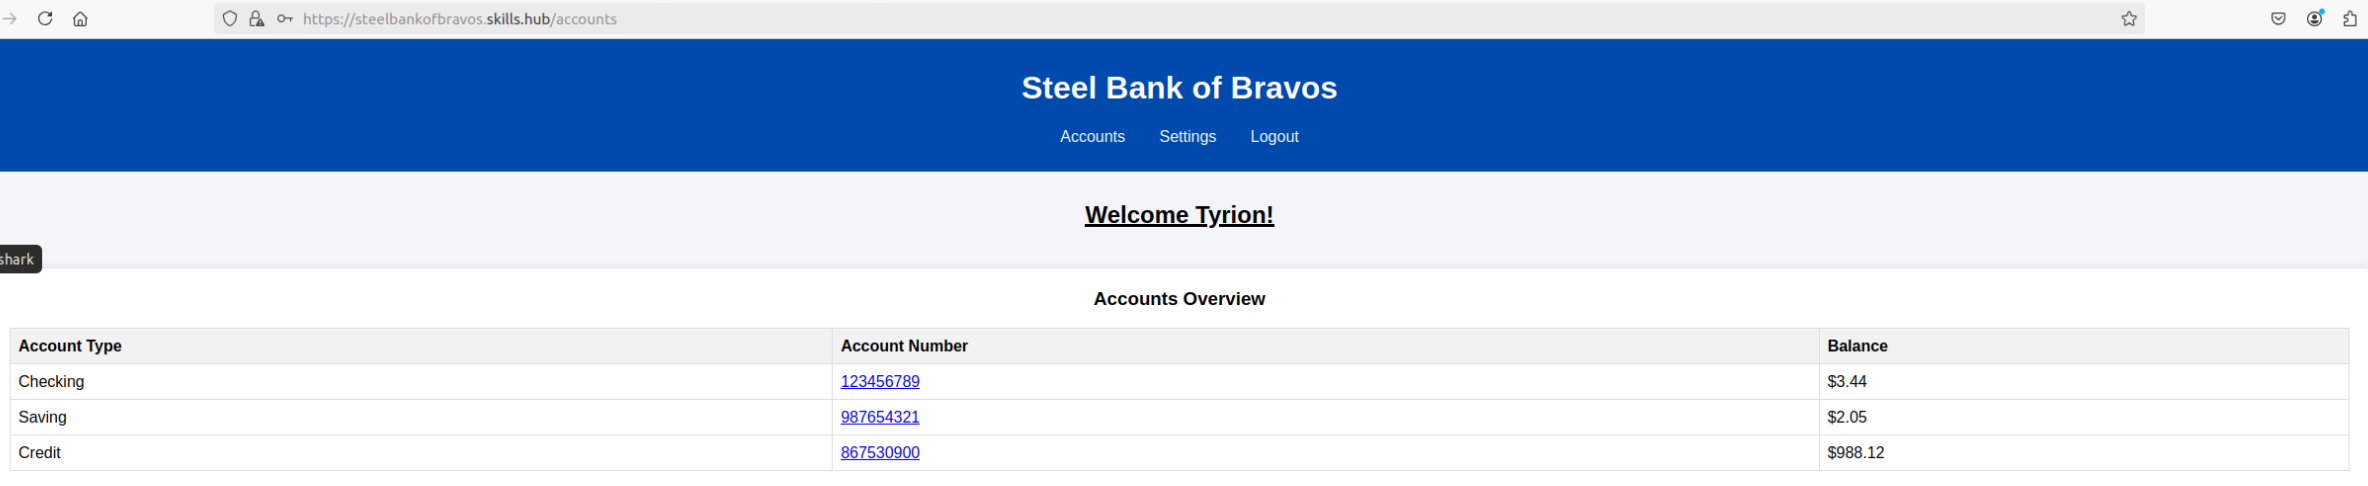 https://steelbankofbravos.skills.hub/accounts
Steel Bank of Bravos
Accounts Settings Logout
Welcome Tyrion!
shark
Accounts Overview
Account Type Account Number Balance
Checking 123456789 $3.44
Saving 987654321 $2.05
Credit 867530900 $988.12